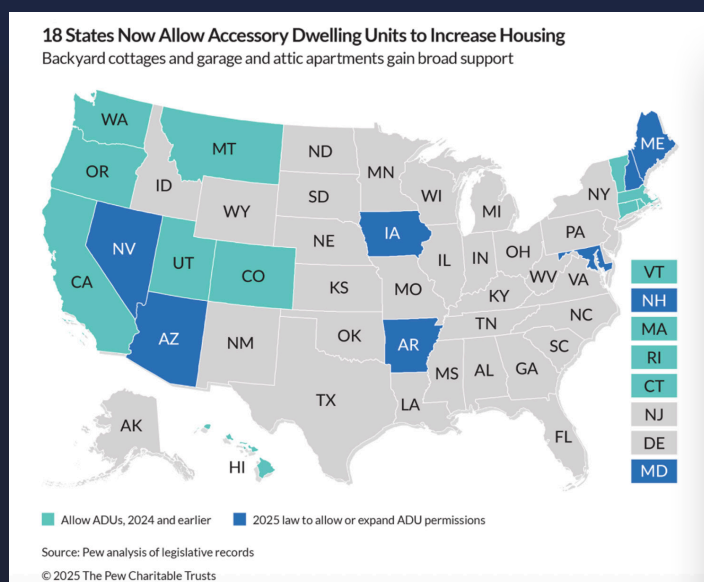 18 States Now Allow Accessory Dwelling Units to Increase Housing
Backyard cottages and garage and attic apartments gain broad support
WA
MT
ND
MN
ME
OR
ID
SD
WI
NY
WY
MI
IA
PA
NV
NE
IL
IN
OH
UT
CO
CA
KS
MO
WV
VA
KY
AZ
NM
OK
AR
TN
NC
SC
MS
AL
GA
TX
LA
FL
AK
HI
VT
NH
MA
RI
CT
NJ
DE
MD
Allow ADUs, 2024 and earlier
2025 law to allow or expand ADU permissions
Source: Pew analysis of legislative records
© 2025 The Pew Charitable Trusts